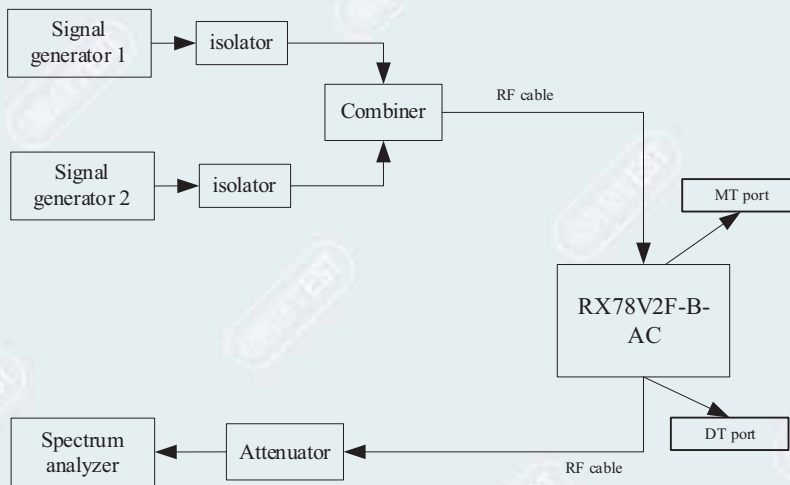 Signal
generator 1
isolator
Combiner
RF cable
Signal
generator 2
isolator
MT port
RX78V2F-B-
AC
DT port
Spectrum
analyzer
Attenuator
RF cable